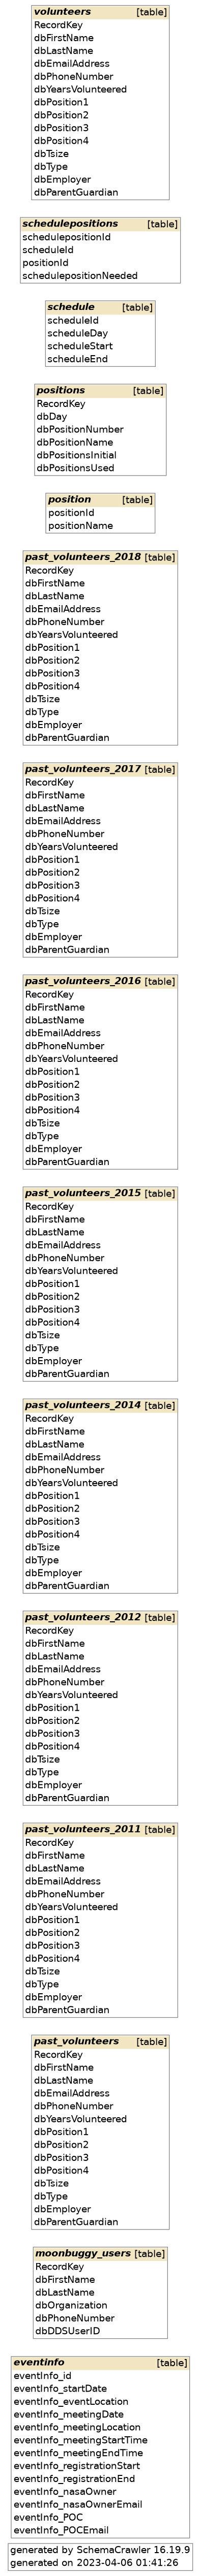 volunteers [table]
RecordKey
dbFirstName
dbLastName
dbEmailAddress
dbPhoneNumber
dbYearsVolunteered
dbPosition1
dbPosition2
dbPosition3
dbPosition4
dbTsize
dbType
dbEmployer
dbParentGuardian
schedulepositions [table]
schedulepositionId
scheduleId
positionId
schedulepositionNeeded
schedule [table]
scheduleId
scheduleDay
scheduleStart
scheduleEnd
positions [table]
RecordKey
dbDay
dbPositionNumber
dbPositionName
dbPositionsInitial
dbPositionsUsed
position [table]
positionId
positionName
past_volunteers_2018 [table]
RecordKey
dbFirstName
dbLastName
dbEmailAddress
dbPhoneNumber
dbYearsVolunteered
dbPosition1
dbPosition2
dbPosition3
dbPosition4
dbTsize
dbType
dbEmployer
dbParentGuardian
past_volunteers_2017 [table]
RecordKey
dbFirstName
dbLastName
dbEmailAddress
dbPhoneNumber
dbYearsVolunteered
dbPosition1
dbPosition2
dbPosition3
dbPosition4
dbTsize
dbType
dbEmployer
dbParentGuardian
past_volunteers_2016 [table]
RecordKey
dbFirstName
dbLastName
dbEmailAddress
dbPhoneNumber
dbYearsVolunteered
dbPosition1
dbPosition2
dbPosition3
dbPosition4
dbTsize
dbType
dbEmployer
dbParentGuardian
past_volunteers_2015 [table]
RecordKey
dbFirstName
dbLastName
dbEmailAddress
dbPhoneNumber
dbYearsVolunteered
dbPosition1
dbPosition2
dbPosition3
dbPosition4
dbTsize
dbType
dbEmployer
dbParentGuardian
past_volunteers_2014 [table]
RecordKey
dbFirstName
dbLastName
dbEmailAddress
dbPhoneNumber
dbYearsVolunteered
dbPosition1
dbPosition2
dbPosition3
dbPosition4
dbTsize
dbType
dbEmployer
dbParentGuardian
past_volunteers_2012 [table]
RecordKey
dbFirstName
dbLastName
dbEmailAddress
dbPhoneNumber
dbYearsVolunteered
dbPosition1
dbPosition2
dbPosition3
dbPosition4
dbTsize
dbType
dbEmployer
dbParentGuardian
past_volunteers_2011 [table]
RecordKey
dbFirstName
dbLastName
dbEmailAddress
dbPhoneNumber
dbYearsVolunteered
dbPosition1
dbPosition2
dbPosition3
dbPosition4
dbTsize
dbType
dbEmployer
dbParentGuardian
past_volunteers [table]
RecordKey
dbFirstName
dbLastName
dbEmailAddress
dbPhoneNumber
dbYearsVolunteered
dbPosition1
dbPosition2
dbPosition3
dbPosition4
dbTsize
dbType
dbEmployer
dbParentGuardian
moonbuggy_users [table]
RecordKey
dbFirstName
dbLastName
dbOrganization
dbPhoneNumber
dbDDSUserID
eventinfo [table]
eventInfo_id
eventInfo_startDate
eventInfo_eventLocation
eventInfo_meetingDate
eventInfo_meetingLocation
eventInfo_meetingStartTime
eventInfo_meetingEndTime
eventInfo_registrationStart
eventInfo_registrationEnd
eventInfo_nasaOwner
eventInfo_nasaOwnerEmail
eventInfo_POC
eventInfo_POCEmail
generated by SchemaCrawler 16.19.9
generated on 2023-04-06 01:41:26